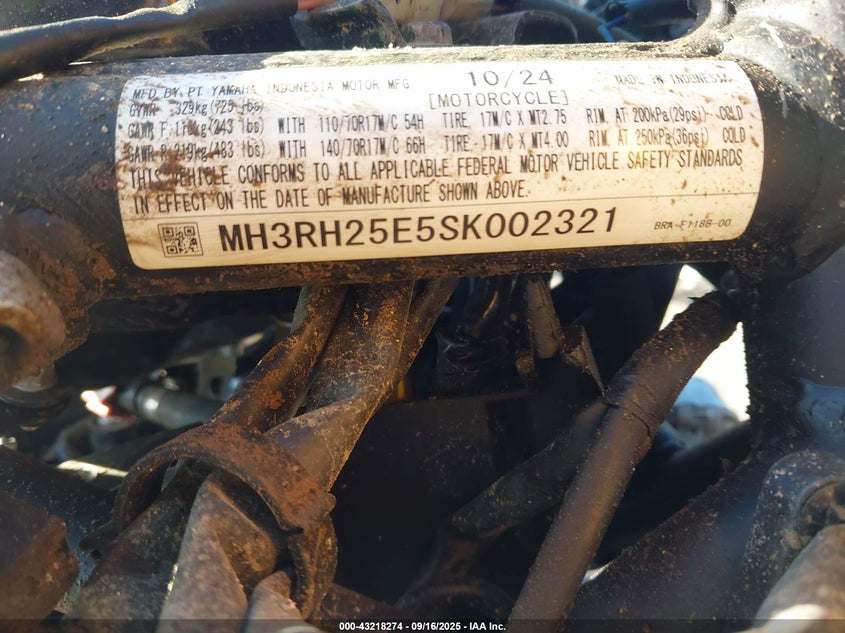 MFD. BY. PT. YAMAHA INDONESIA MOTOR MFG. 10/24 MADE IN INDONESIA
GVWR : 329kg(725 lbs) [MOTORCYCLE]
GAWR F: 110kg(243 lbs) WITH 110/70R17M/C 54H TIRE, 17M/C X MT2.75 RIM, AT 200kPa(29psi) COLD
GAWR R: 219kg(483 lbs) WITH 140/70R17M/C 66H TIRE, 17M/C X MT4.00 RIM, AT 250kPa(36psi) COLD
THIS VEHICLE CONFORMS TO ALL APPLICABLE FEDERAL MOTOR VEHICLE SAFETY STANDARDS
IN EFFECT ON THE DATE OF MANUFACTURE SHOWN ABOVE.
MH3RH25E5SK002321 BRA-F118B-00
000-43218274 - 09/16/2025 - IAA Inc.